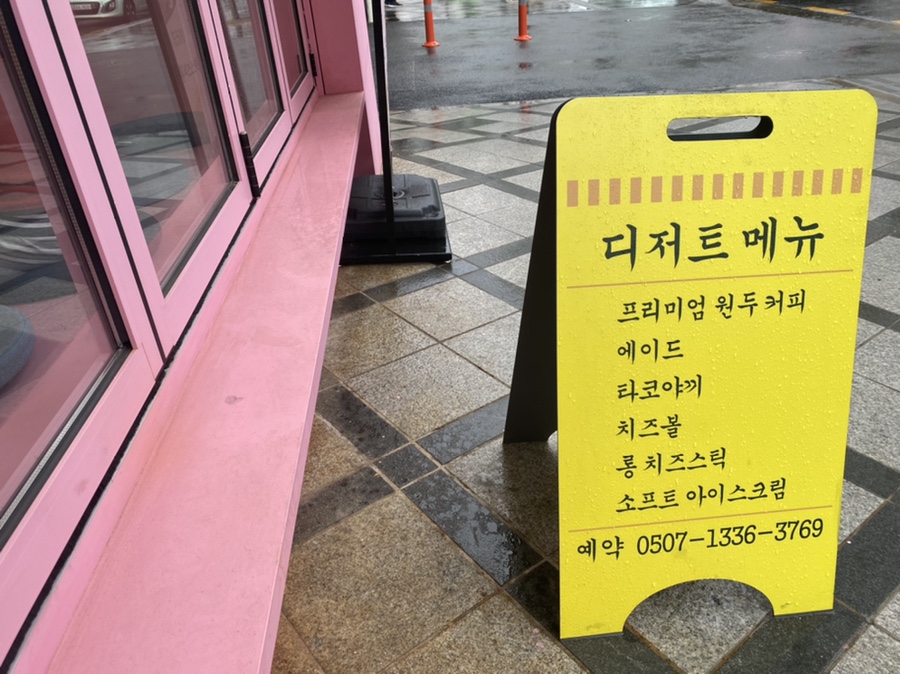 디저트 메뉴
프리미엄 원두 커피
에이드
타코야끼
치즈볼
롱 치즈스틱
소프트 아이스크림
예약 0507-1336-3769